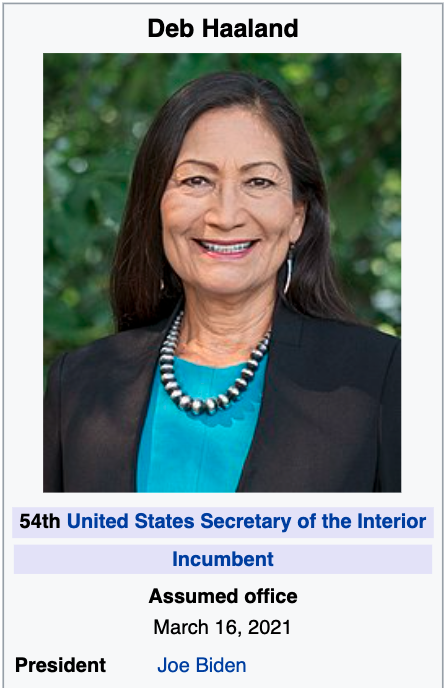 Deb Haaland
54th United States Secretary of the Interior
Incumbent
Assumed office
March 16, 2021
President Joe Biden